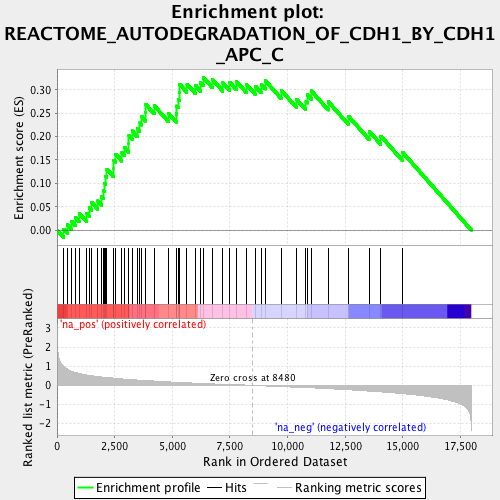 Enrichment plot:
REACTOME_AUTODEGRADATION_OF_CDH1_BY_CDH1
_APC_C
Enrichment score (ES)
0.30
0.25
0.20
0.15
0.10
0.05
0.00
'na_pos' (positively correlated)
Ranked list metric (PreRanked)
3
2
1
0
-1
-2
Zero cross at 8480
'na_neg' (negatively correlated)
0
2,500
5,000
7,500
10,000
12,500
15,000
17,500
Rank in Ordered Dataset
Enrichment profile
Hits
Ranking metric scores